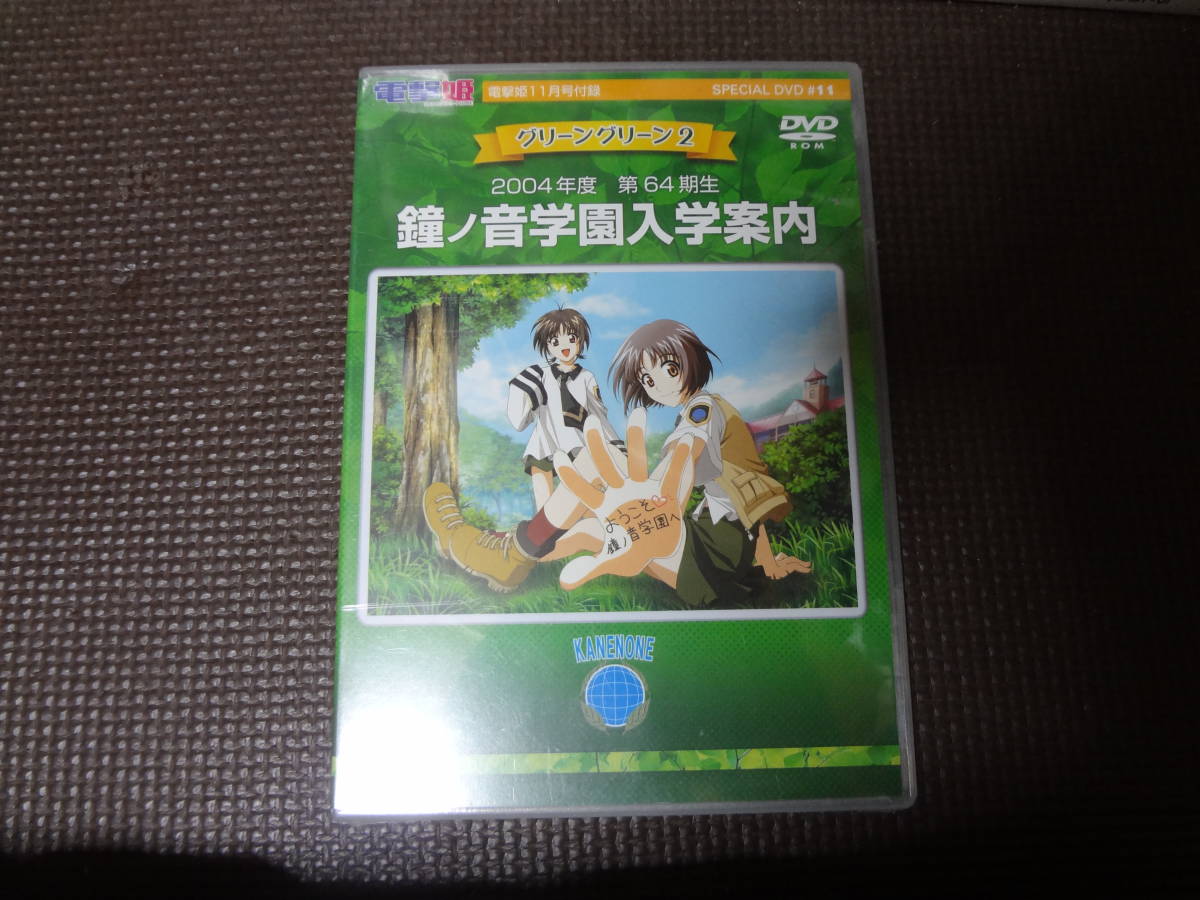 電撃姫 電撃姫11月号付録 SPECIAL DVD #11
グリーングリーン2
DVD
ROM
2004年度 第64期生
鐘ノ音学園入学案内
ようこそ♡
鐘ノ音学園へ
KANENONE